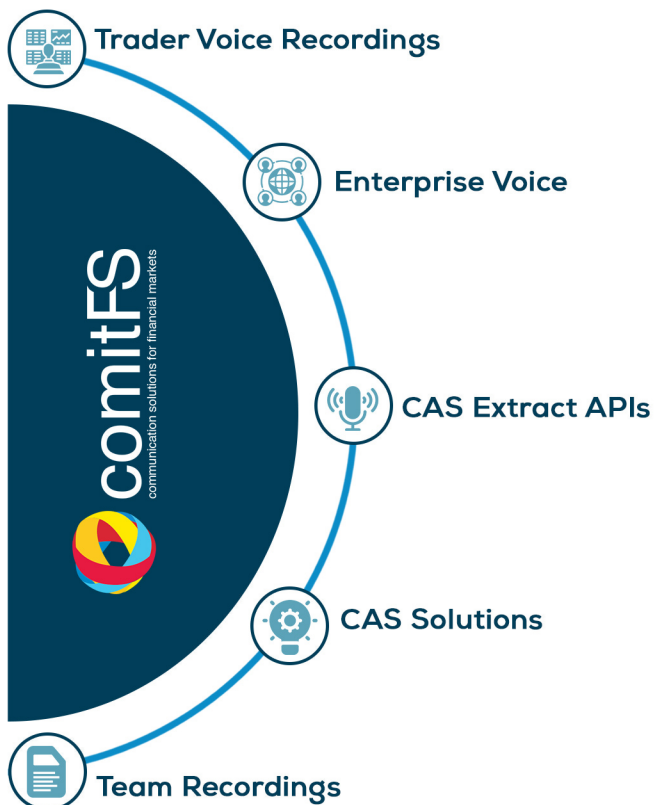 Trader Voice Recordings
Enterprise Voice
comitFS
communication solutions for financial markets
CAS Extract APIs
CAS Solutions
Team Recordings